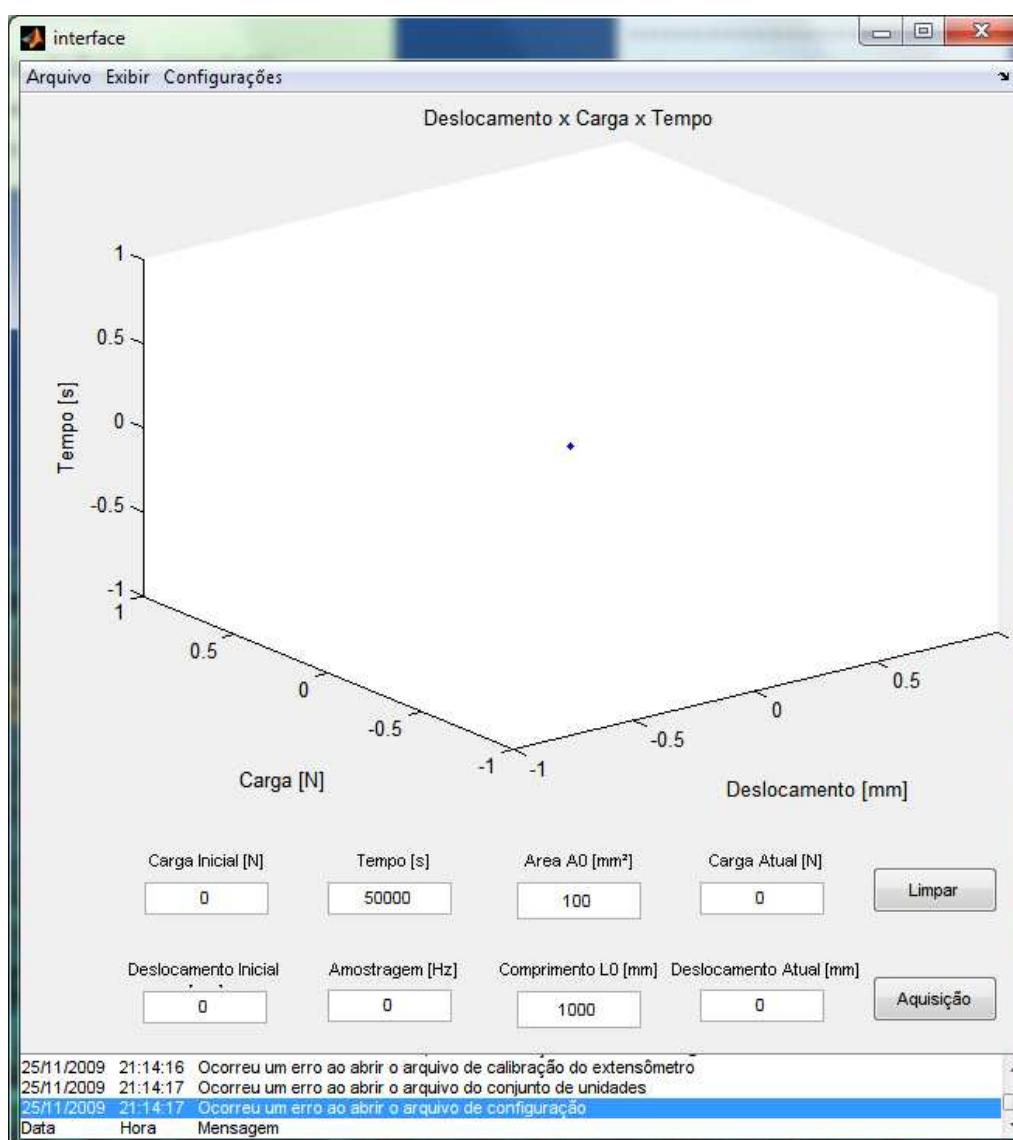 interface
Arquivo Exibir Configurações
Deslocamento x Carga x Tempo
1
0.5
0
-0.5
-1
Tempo [s]
1
0.5
0
-0.5
-1
Carga [N]
-1
-0.5
0
0.5
Deslocamento [mm]
Carga Inicial [N] Tempo [s] Area A0 [mm²] Carga Atual [N]
0 50000 100 0 Limpar
Deslocamento Inicial Amostragem [Hz] Comprimento L0 [mm] Deslocamento Atual [mm]
0 0 1000 0 Aquisição
25/11/2009 21:14:16 Ocorreu um erro ao abrir o arquivo de calibração do extensômetro
25/11/2009 21:14:17 Ocorreu um erro ao abrir o arquivo do conjunto de unidades
25/11/2009 21:14:17 Ocorreu um erro ao abrir o arquivo de configuração
Data Hora Mensagem